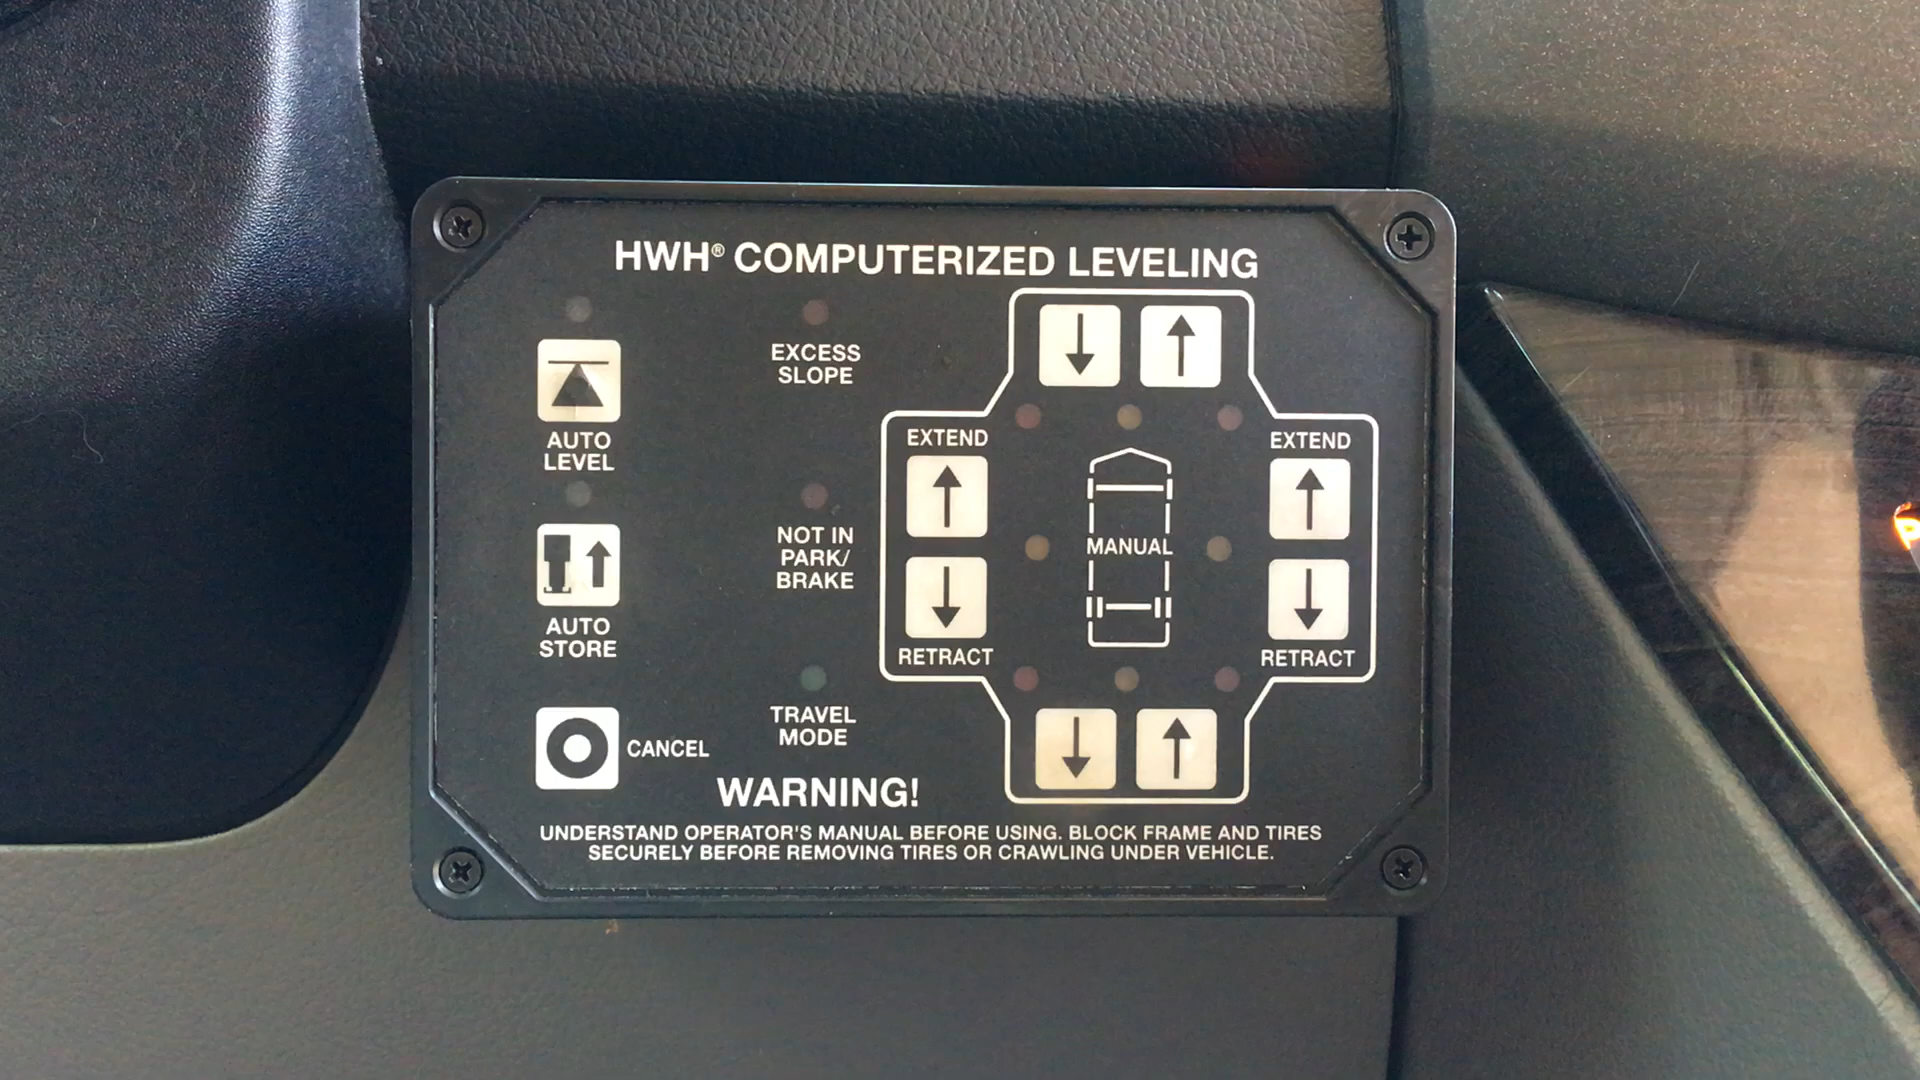 HWH® COMPUTERIZED LEVELING
AUTO
LEVEL
AUTO
STORE
CANCEL
EXCESS
SLOPE
NOT IN
PARK/
BRAKE
TRAVEL
MODE
EXTEND
RETRACT
MANUAL
EXTEND
RETRACT
WARNING!
UNDERSTAND OPERATOR'S MANUAL BEFORE USING. BLOCK FRAME AND TIRES
SECURELY BEFORE REMOVING TIRES OR CRAWLING UNDER VEHICLE.